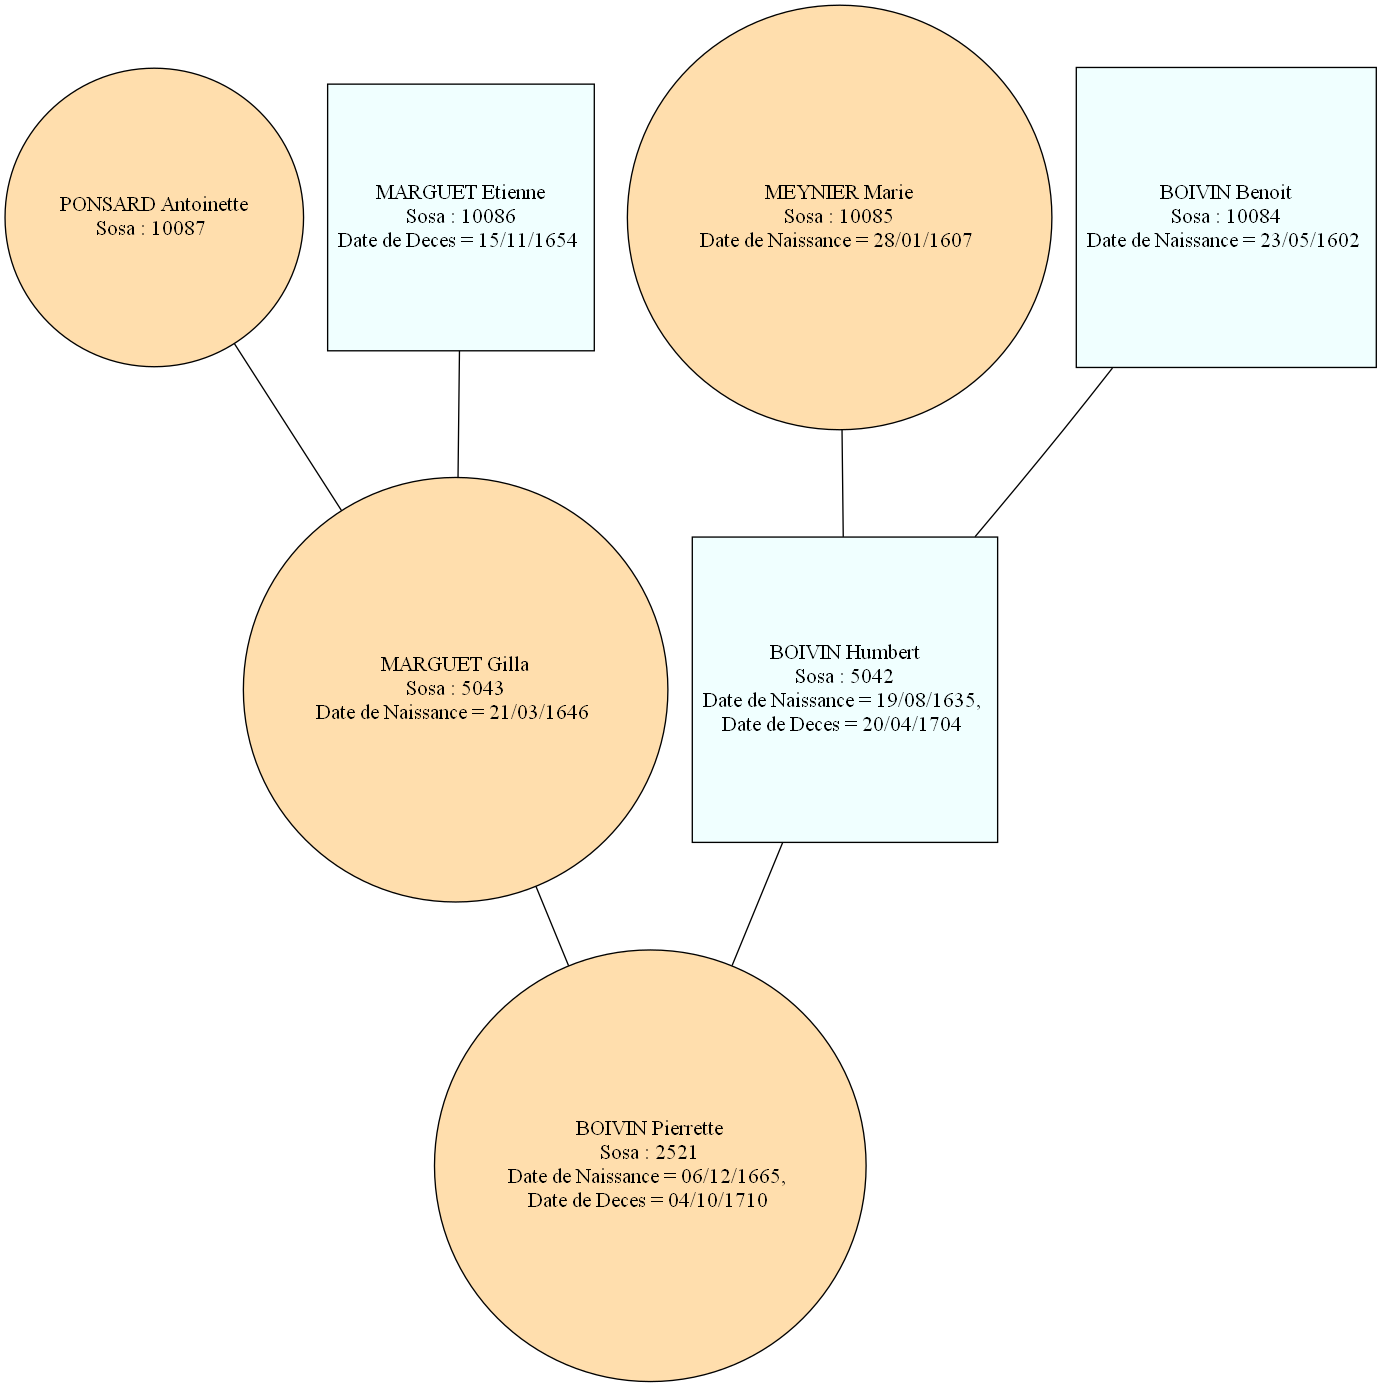 PONSARD Antoinette
Sosa : 10087
MARGUET Etienne
Sosa : 10086
Date de Deces = 15/11/1654
MEYNIER Marie
Sosa : 10085
Date de Naissance = 28/01/1607
BOIVIN Benoit
Sosa : 10084
Date de Naissance = 23/05/1602
MARGUET Gilla
Sosa : 5043
Date de Naissance = 21/03/1646
BOIVIN Humbert
Sosa : 5042
Date de Naissance = 19/08/1635,
Date de Deces = 20/04/1704
BOIVIN Pierrette
Sosa : 2521
Date de Naissance = 06/12/1665,
Date de Deces = 04/10/1710